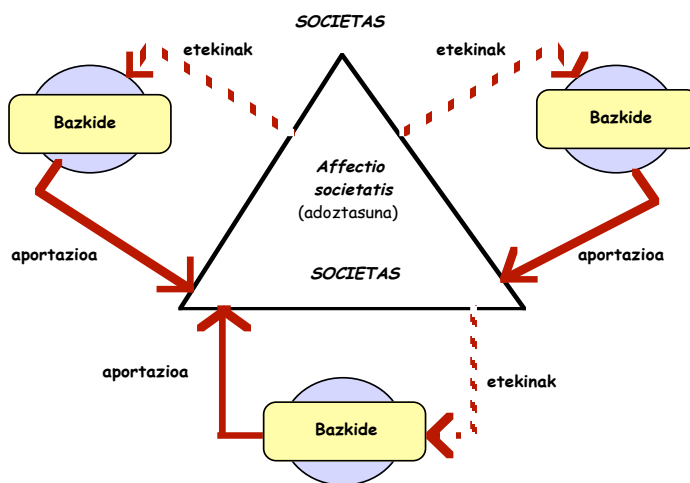 SOCIETAS
etekinak
etekinak
Bazkide
Bazkide
Affectio
societatis
(adoztasuna)
aportazioa
aportazioa
SOCIETAS
aportazioa
etekinak
Bazkide